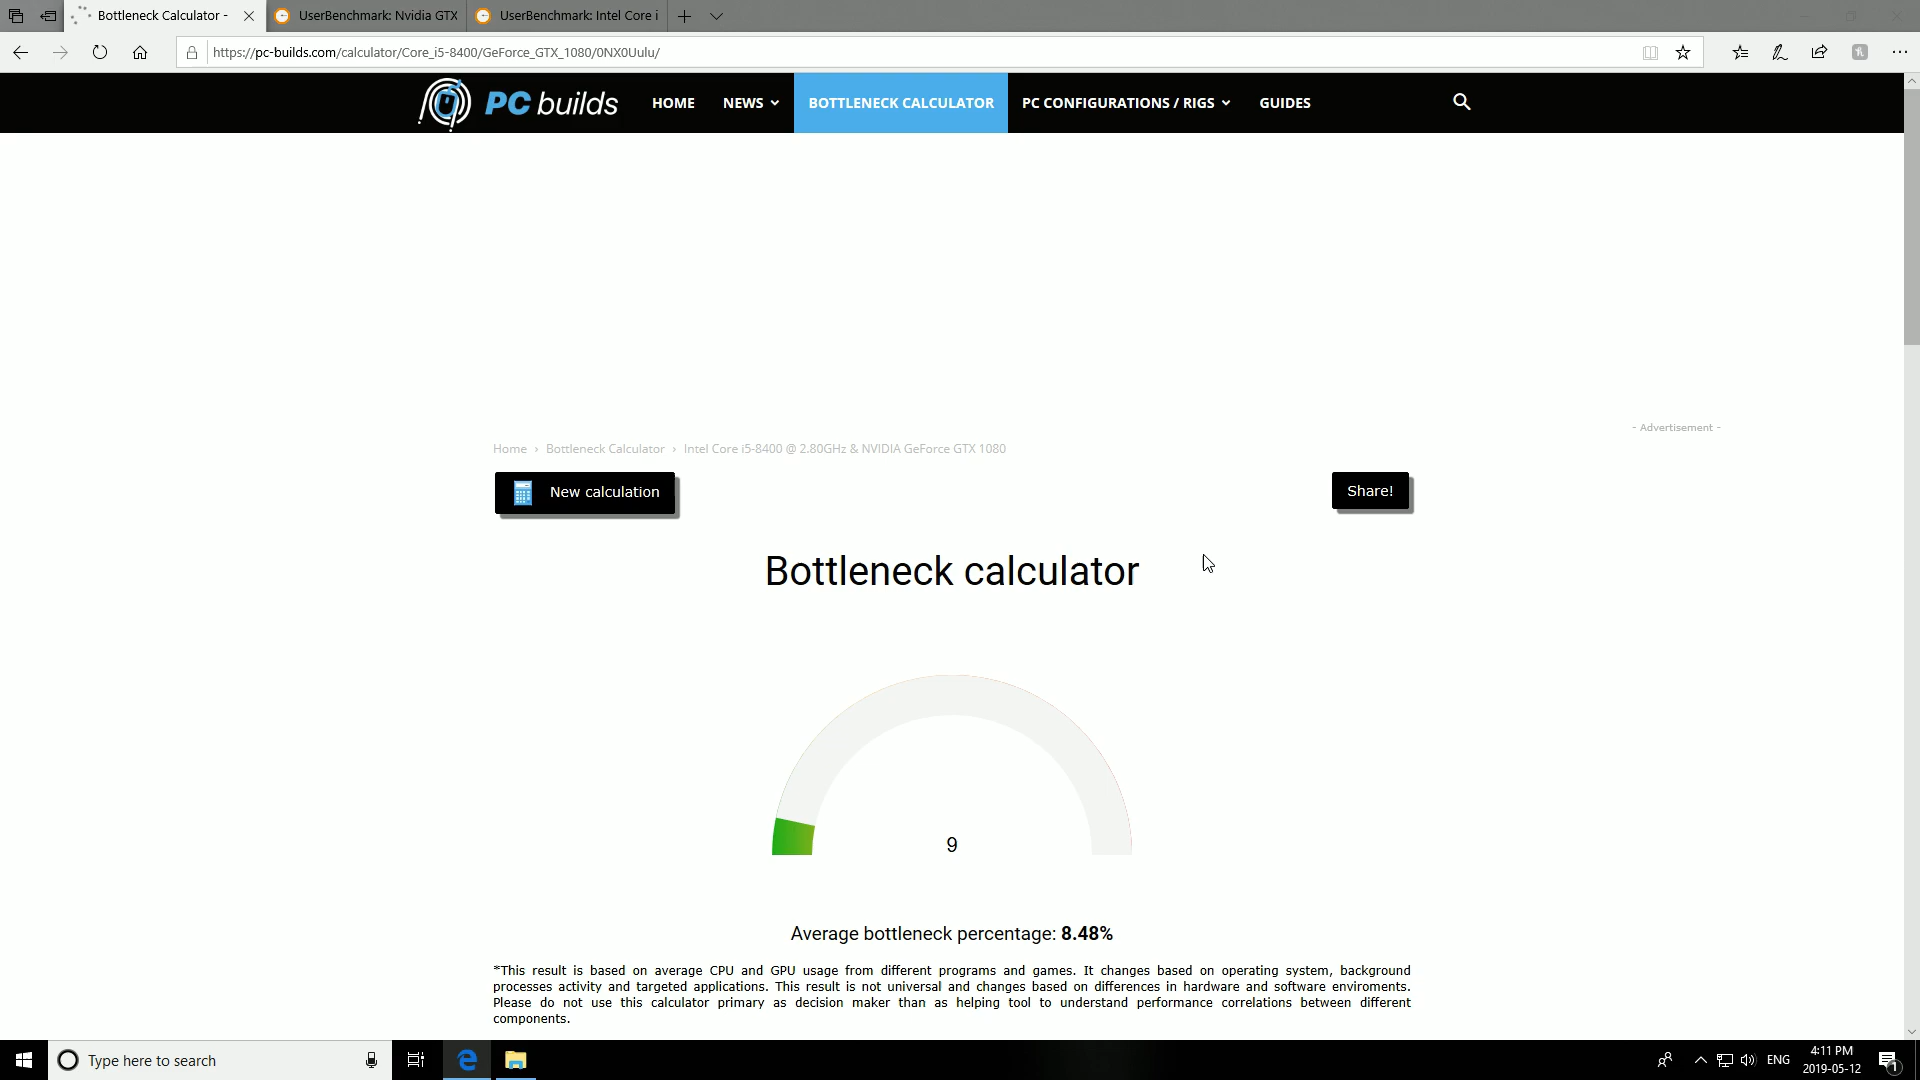 Bottleneck Calculator -
UserBenchmark: Nvidia GTX
UserBenchmark: Intel Core i
https://pc-builds.com/calculator/Core_i5-8400/GeForce_GTX_1080/0NX0Uulu/
PC builds
HOME
NEWS
BOTTLENECK CALCULATOR
PC CONFIGURATIONS / RIGS
GUIDES
- Advertisement -
Home › Bottleneck Calculator › Intel Core i5-8400 @ 2.80GHz & NVIDIA GeForce GTX 1080
New calculation
Share!
Bottleneck calculator
9
Average bottleneck percentage: 8.48%
*This result is based on average CPU and GPU usage from different programs and games. It changes based on operating system, background
processes activity and targeted applications. This result is not universal and changes based on differences in hardware and software enviroments.
Please do not use this calculator primary as decision maker than as helping tool to understand performance correlations between different
components.
Type here to search
ENG
4:11 PM
2019-05-12
1